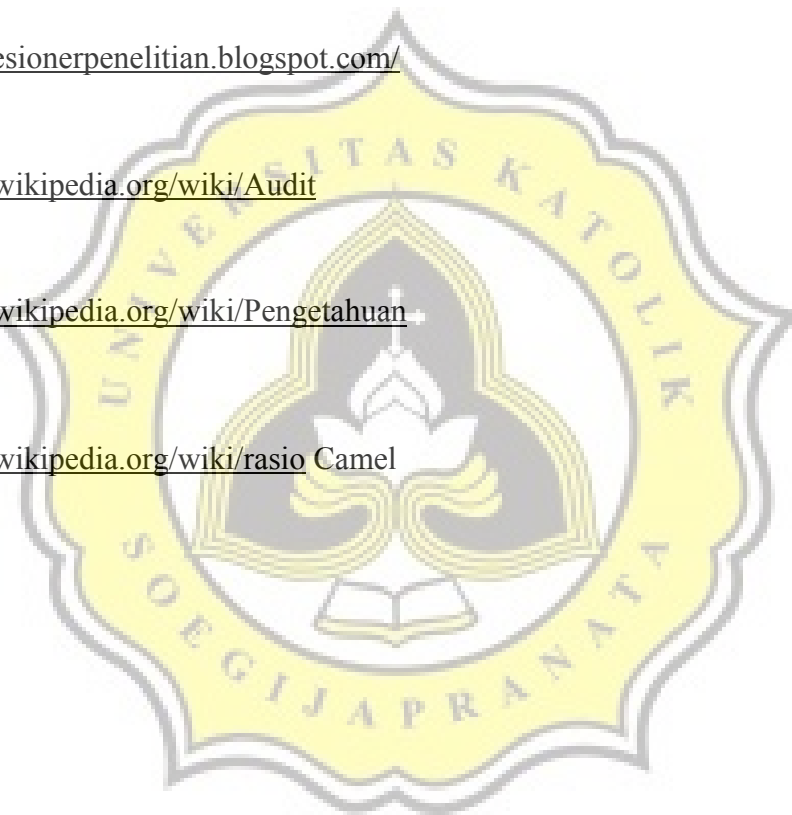 esionerpenelitian.blogspot.com/
wikipedia.org/wiki/Audit
wikipedia.org/wiki/Pengetahuan
wikipedia.org/wiki/rasio Camel
UNIVERSITAS KATOLIK
SOEGIJAPRANATA